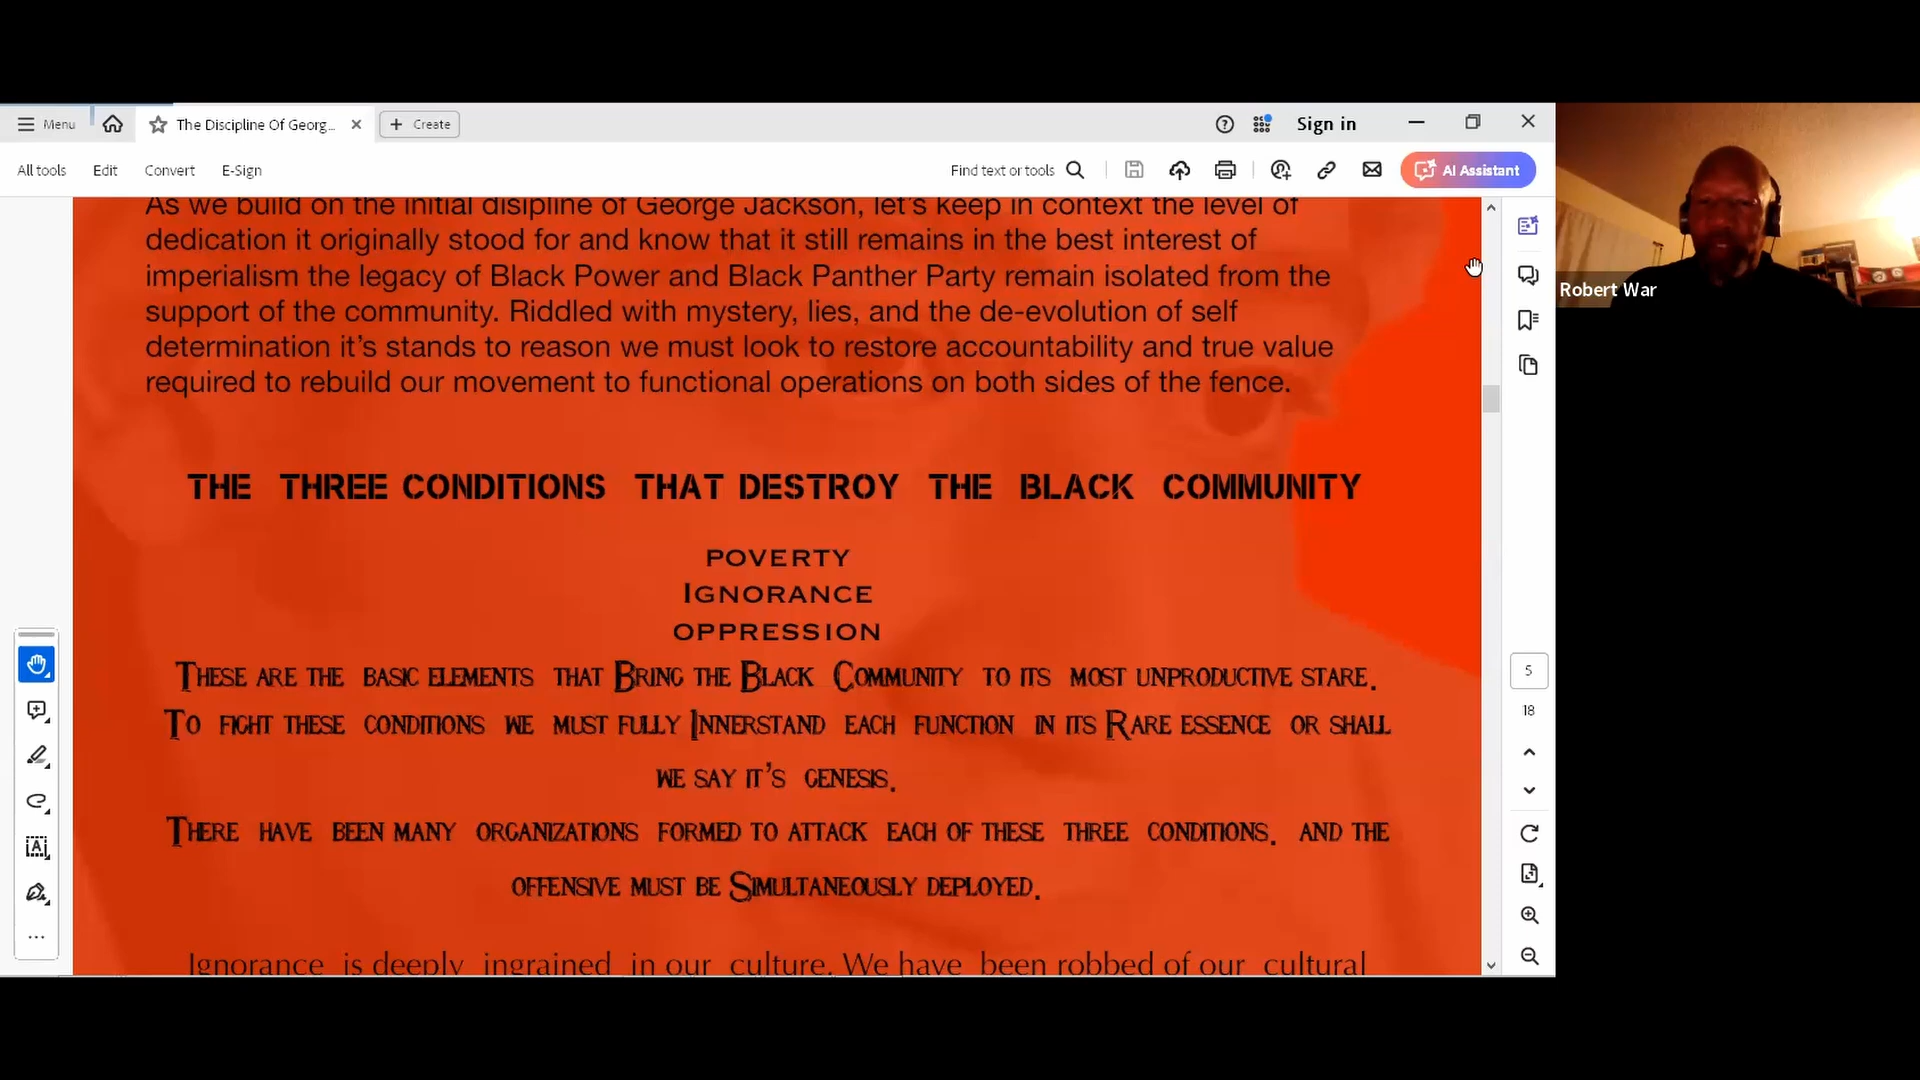 Menu
The Discipline Of Georg...
Create
Sign in
All tools
Edit
Convert
E-Sign
Find text or tools
AI Assistant
As we build on the initial disipline of George Jackson, let's keep in context the level of
dedication it originally stood for and know that it still remains in the best interest of
imperialism the legacy of Black Power and Black Panther Party remain isolated from the
support of the community. Riddled with mystery, lies, and the de-evolution of self
determination it's stands to reason we must look to restore accountability and true value
required to rebuild our movement to functional operations on both sides of the fence.
THE THREE CONDITIONS THAT DESTROY THE BLACK COMMUNITY
POVERTY
IGNORANCE
OPPRESSION
THESE ARE THE BASIC ELEMENTS THAT BRING THE BLACK COMMUNITY TO ITS MOST UNPRODUCTIVE STARE.
TO FIGHT THESE CONDITIONS WE MUST FULLY INNERSTAND EACH FUNCTION IN ITS RARE ESSENCE OR SHALL
WE SAY IT'S GENESIS.
THERE HAVE BEEN MANY ORGANIZATIONS FORMED TO ATTACK EACH OF THESE THREE CONDITIONS. AND THE
OFFENSIVE MUST BE SIMULTANEOUSLY DEPLOYED.
Ignorance is deeply ingrained in our culture. We have been robbed of our cultural
5
18
Robert War